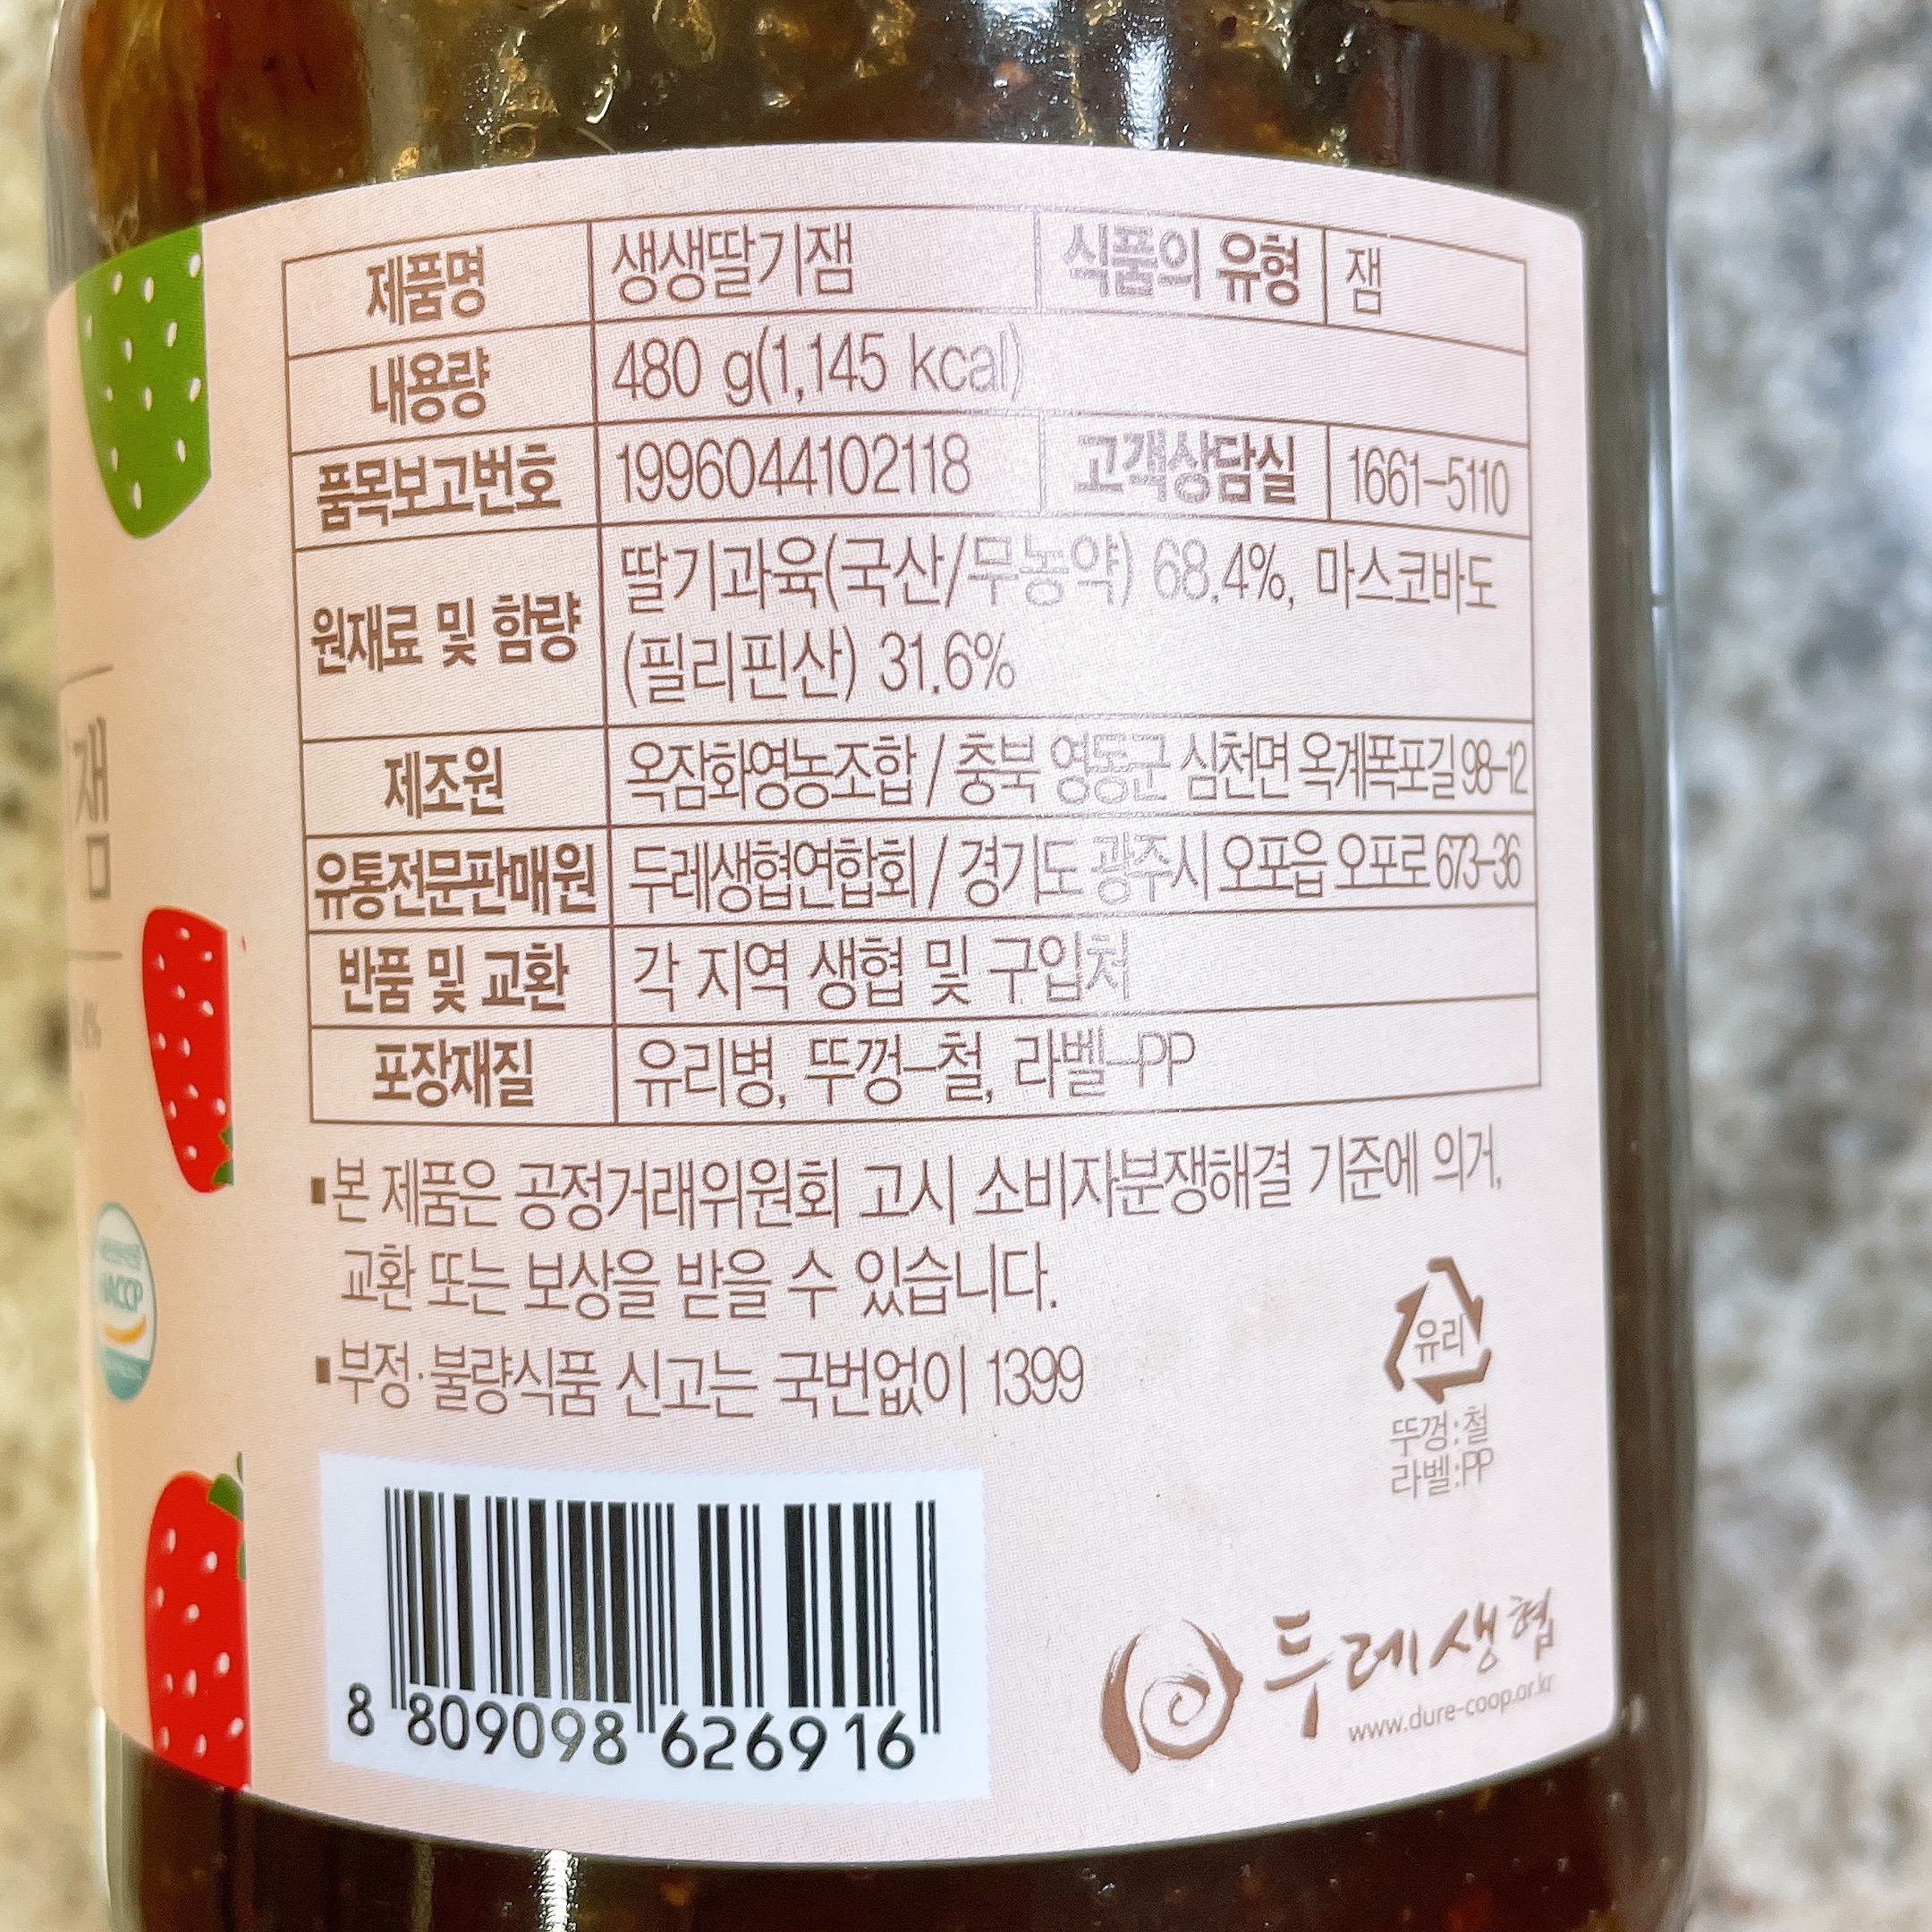 제품명 생생딸기잼 식품의 유형 잼
내용량 480 g(1,145 kcal)
품목보고번호 1996044102118 고객상담실 1661-5110
원재료 및 함량 딸기과육(국산/무농약) 68.4%, 마스코바도
(필리핀산) 31.6%
제조원 옥잠화영농조합 / 충북 영동군 심천면 옥계폭포길 98-12
유통전문판매원 두레생협연합회 / 경기도 광주시 오포읍 오포로 673-36
반품 및 교환 각 지역 생협 및 구입처
포장재질 유리병, 뚜껑-철, 라벨-PP
▪본 제품은 공정거래위원회 고시 소비자분쟁해결 기준에 의거,
교환 또는 보상을 받을 수 있습니다.
▪부정·불량식품 신고는 국번없이 1399
유리
뚜껑:철
라벨:PP
8 809098 626916
두레생협
www.dure-coop.or.kr
잼
HACCP